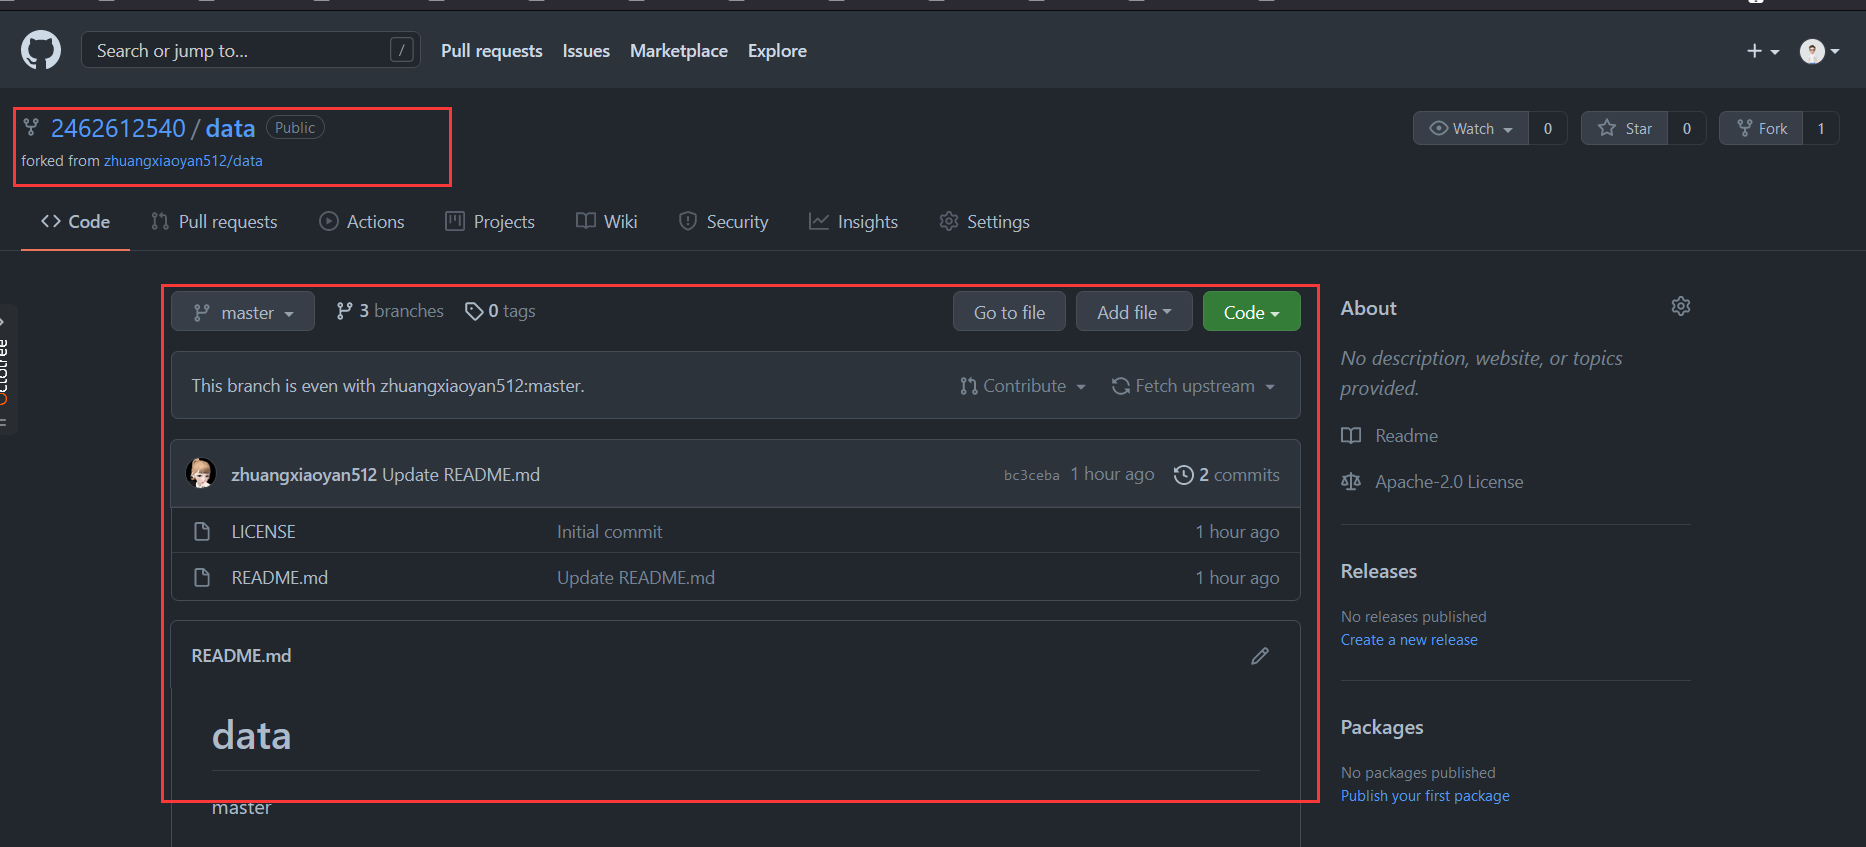 Search or jump to... /
Pull requests Issues Marketplace Explore
2462612540 / data Public
forked from zhuangxiaoyan512/data
Watch 0 Star 0 Fork 1
Code Pull requests Actions Projects Wiki Security Insights Settings
master 3 branches 0 tags Go to file Add file Code
This branch is even with zhuangxiaoyan512:master. Contribute Fetch upstream
zhuangxiaoyan512 Update README.md bc3ceba 1 hour ago 2 commits
LICENSE Initial commit 1 hour ago
README.md Update README.md 1 hour ago
README.md
data
master
About
No description, website, or topics
provided.
Readme
Apache-2.0 License
Releases
No releases published
Create a new release
Packages
No packages published
Publish your first package